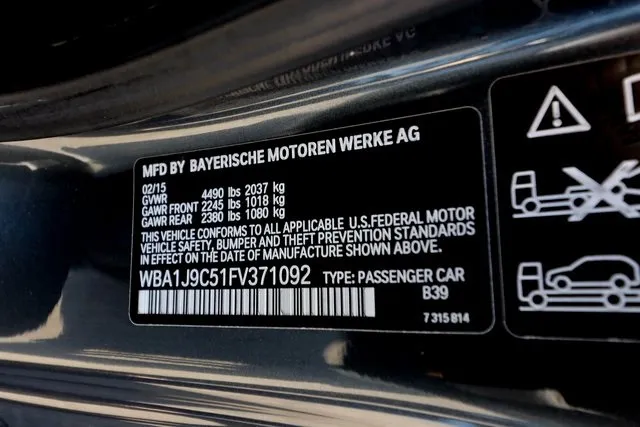 MFD BY BAYERISCHE MOTOREN WERKE AG
02/15
GVWR 4490 lbs 2037 kg
GAWR FRONT 2245 lbs 1018 kg
GAWR REAR 2380 lbs 1080 kg
THIS VEHICLE CONFORMS TO ALL APPLICABLE U.S.FEDERAL MOTOR
VEHICLE SAFETY, BUMPER AND THEFT PREVENTION STANDARDS
IN EFFECT ON THE DATE OF MANUFACTURE SHOWN ABOVE.
WBA1J9C51FV371092 TYPE: PASSENGER CAR
B39
7 315 814